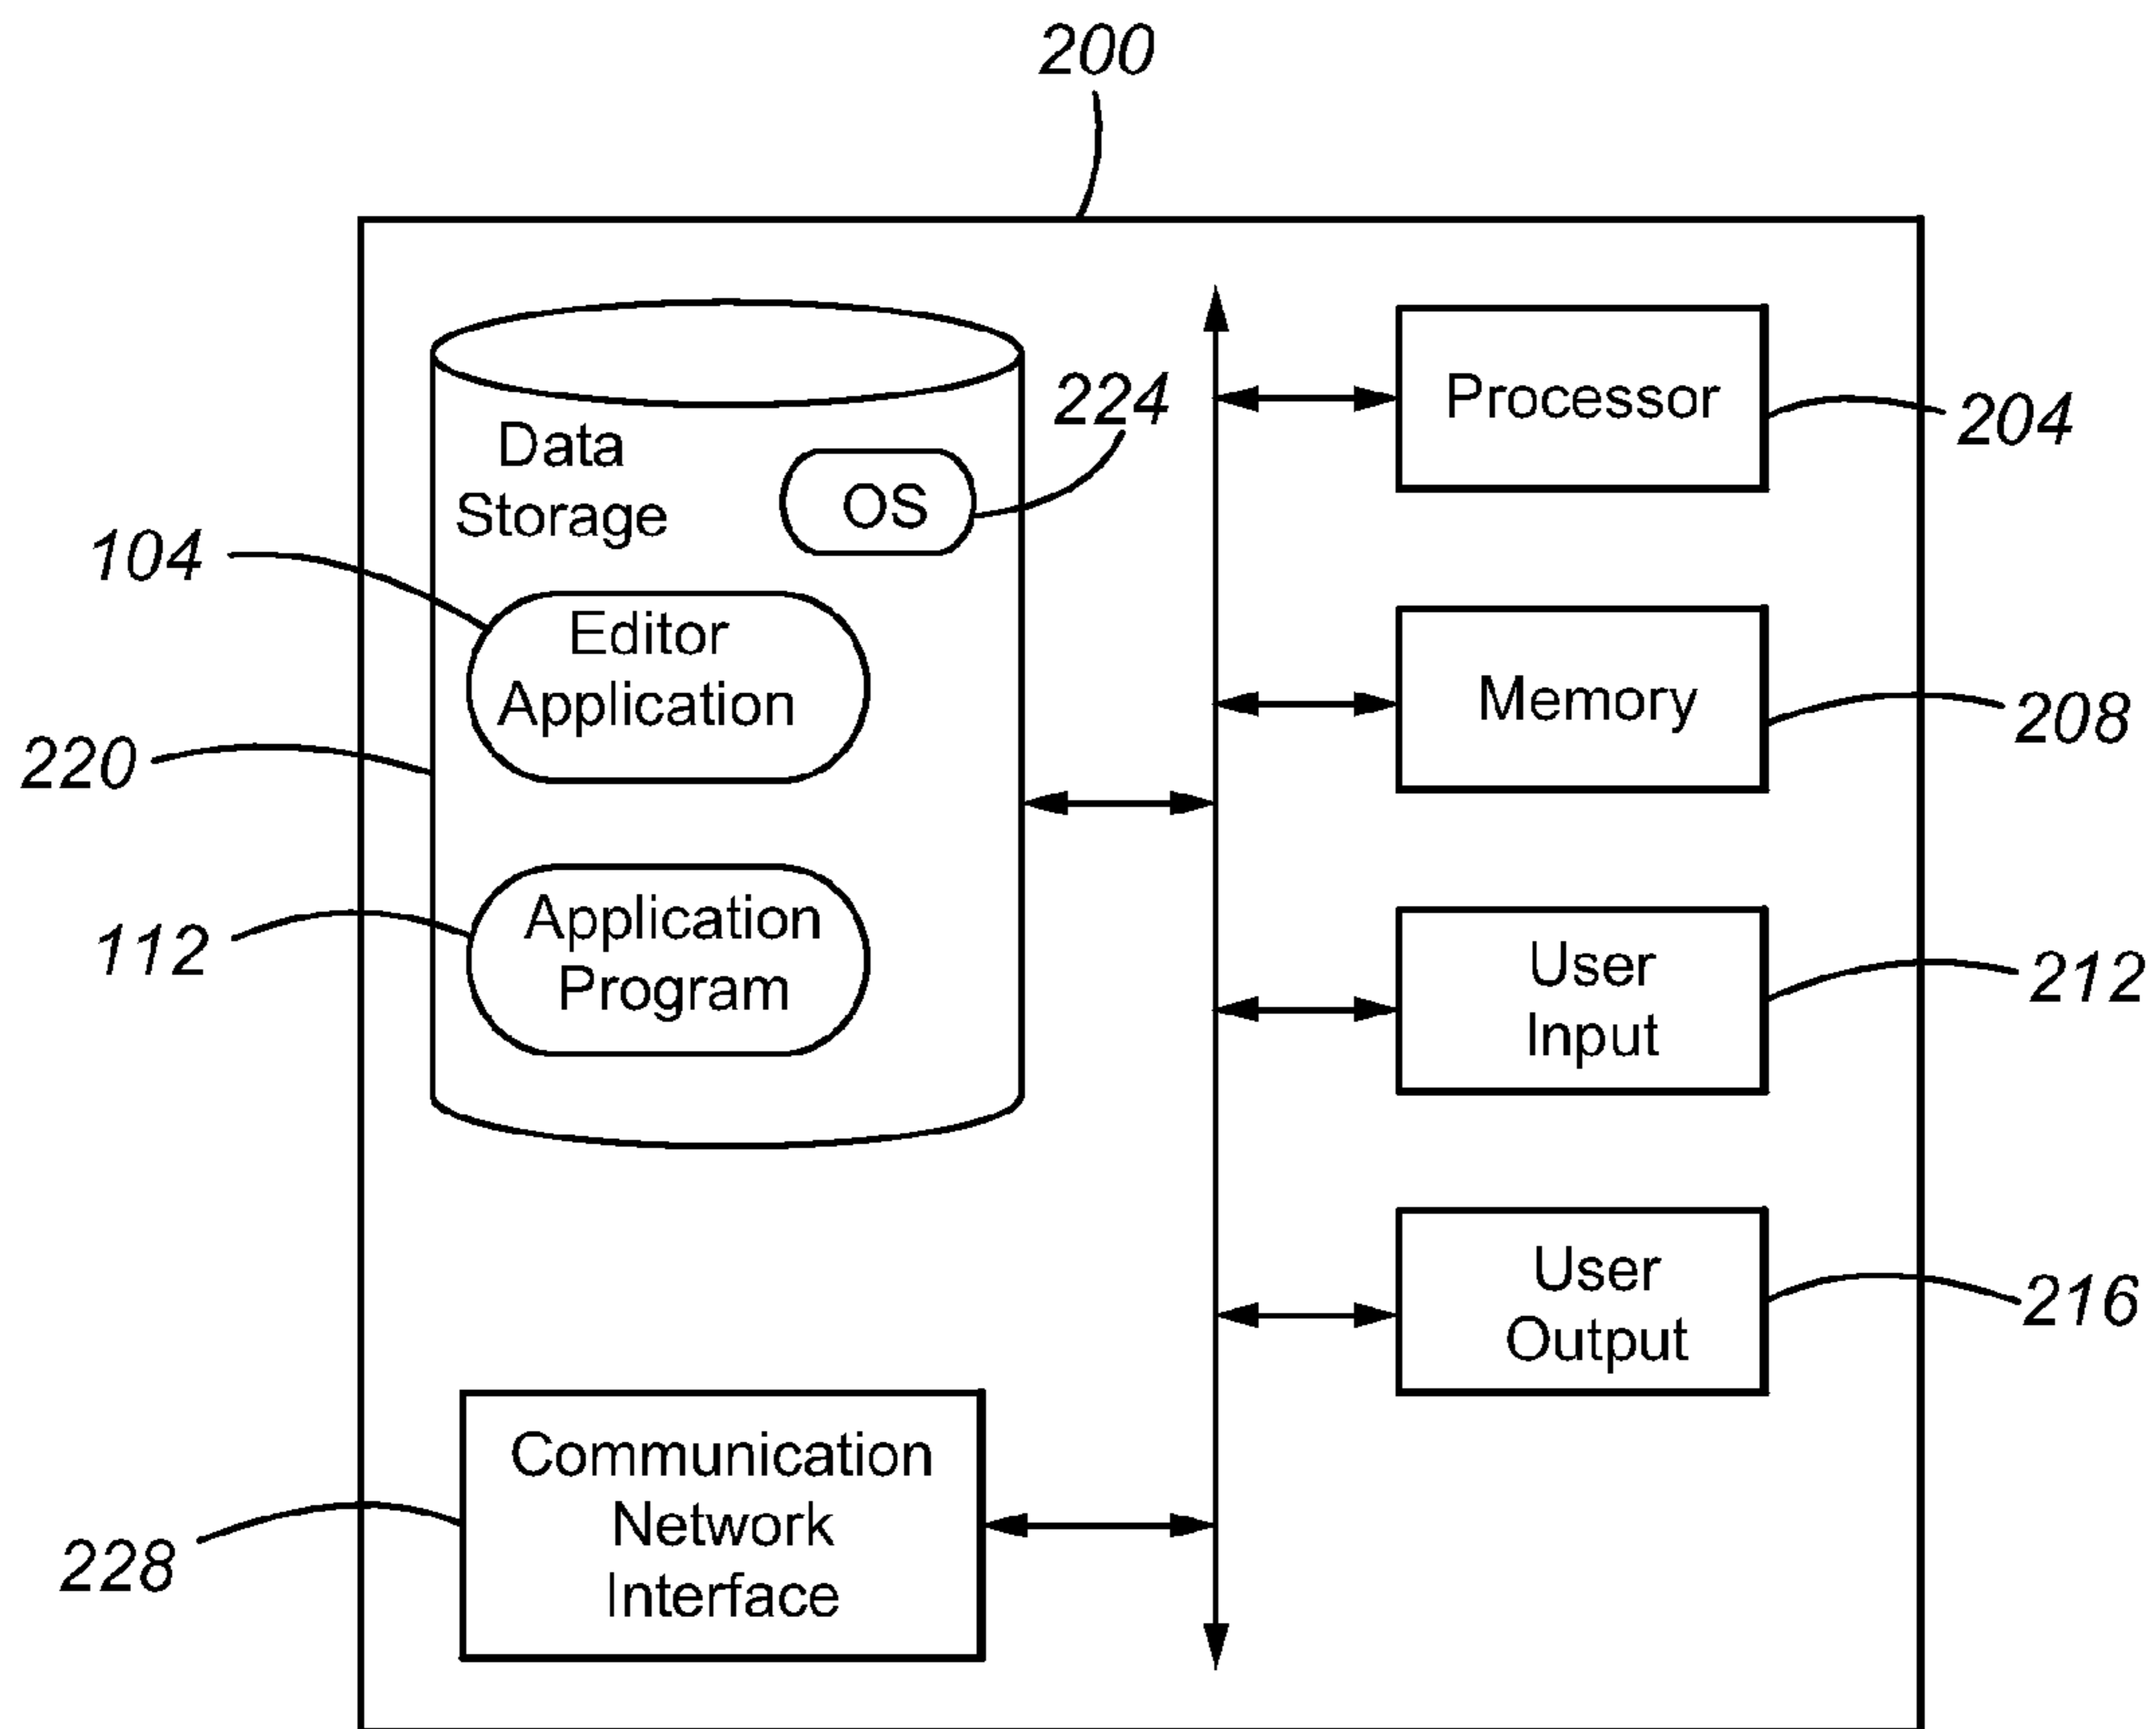 200
Data
Storage
OS
224
104
Editor
Application
220
112
Application
Program
Communication
Network
Interface
228
Processor
204
Memory
208
User
Input
212
User
Output
216